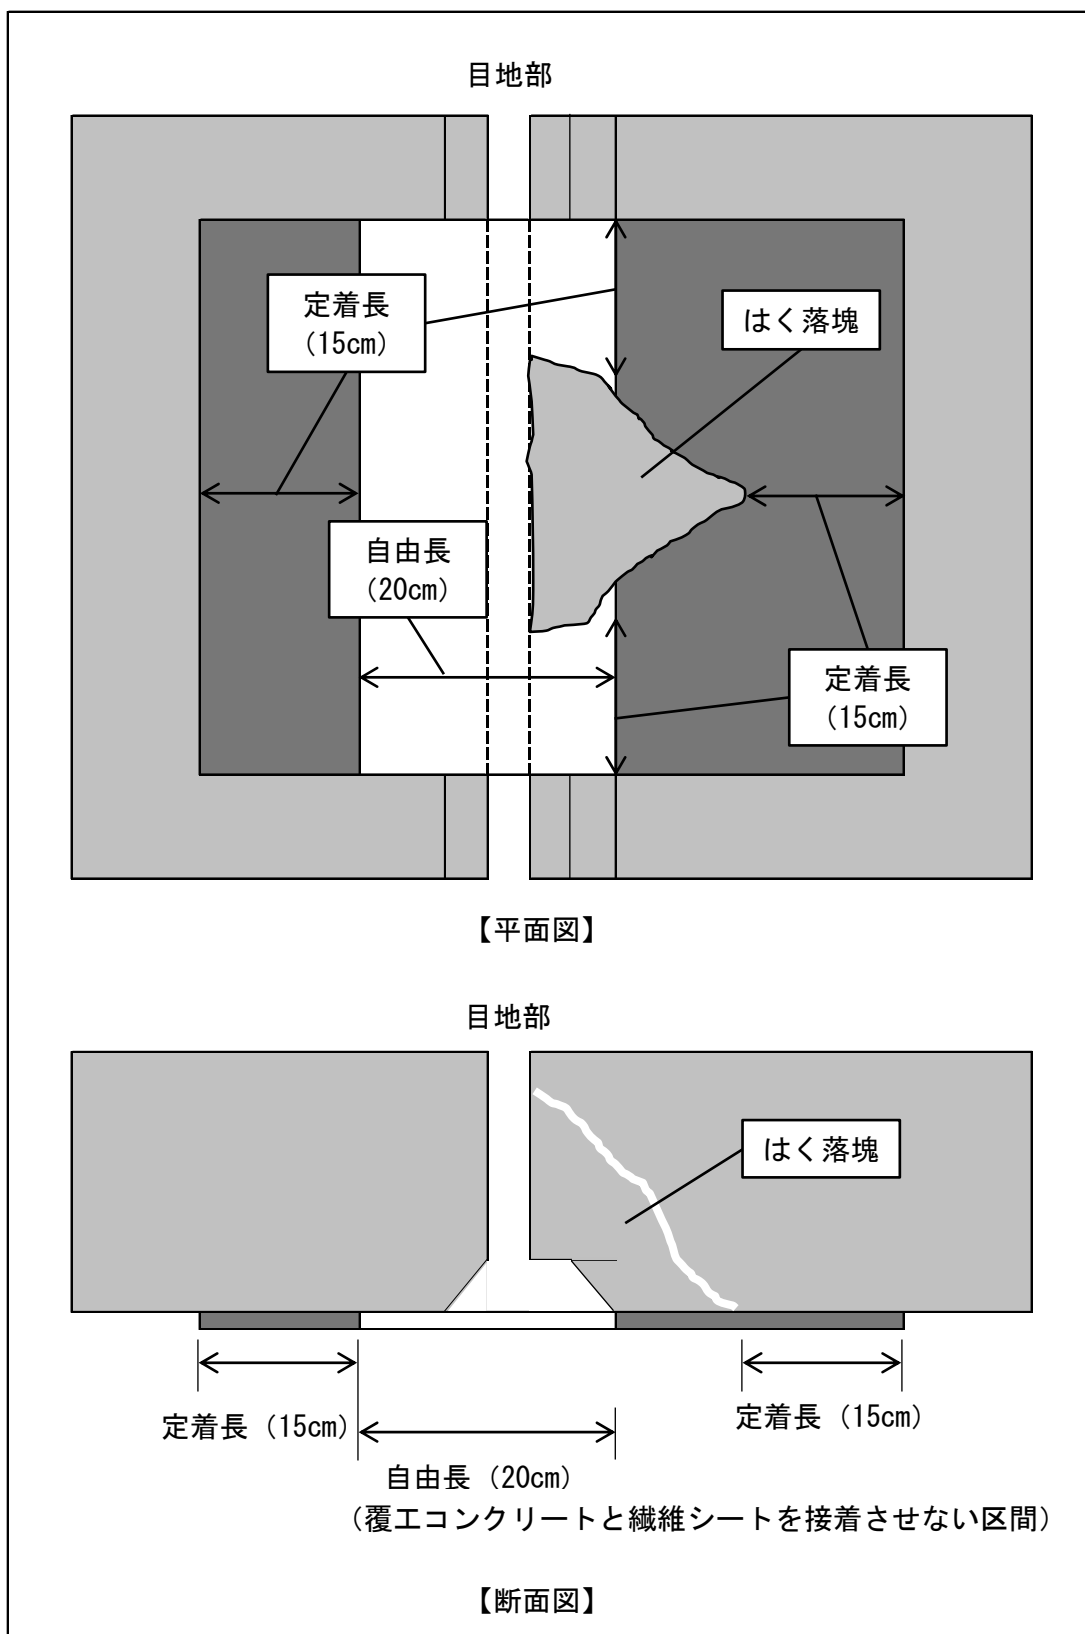 目地部
定着長
(15cm)
はく落塊
自由長
(20cm)
定着長
(15cm)
【平面図】
目地部
はく落塊
定着長(15cm)
定着長(15cm)
自由長(20cm)
(覆工コンクリートと繊維シートを接着させない区間)
【断面図】